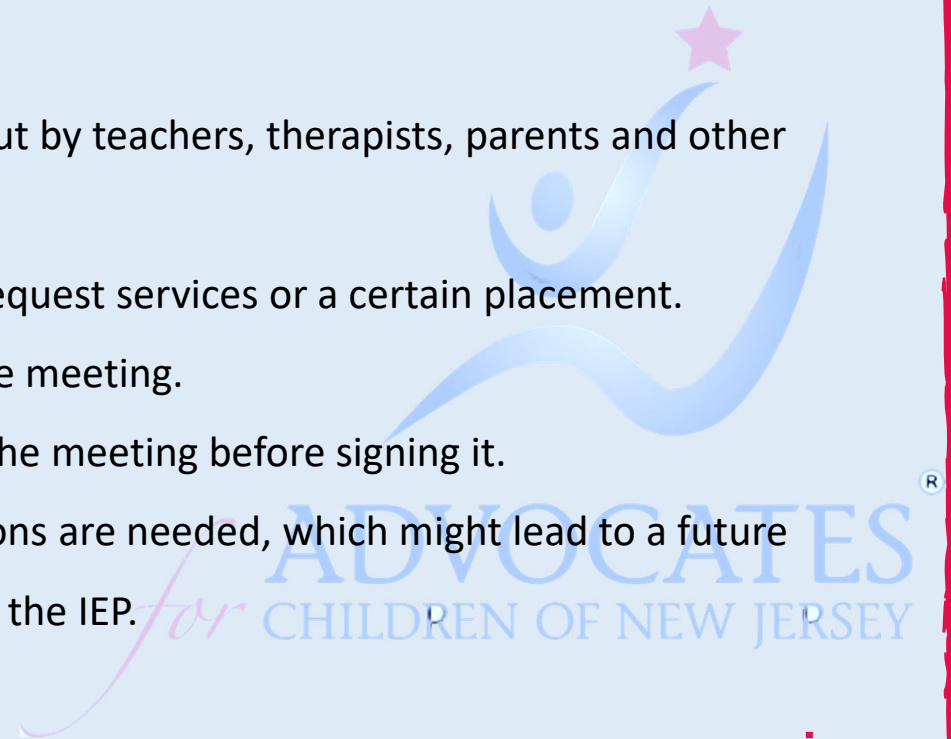 ut by teachers, therapists, parents and other
equest services or a certain placement.
e meeting.
he meeting before signing it.
ons are needed, which might lead to a future
the IEP.
®
for ADVOCATES
CHILDREN OF NEW JERSEY